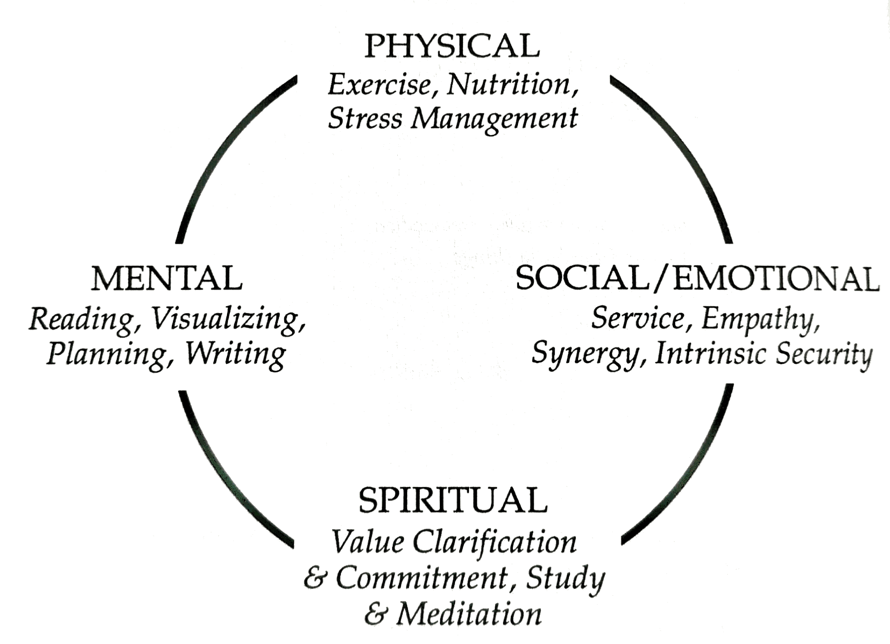 PHYSICAL
Exercise, Nutrition,
Stress Management
MENTAL
Reading, Visualizing,
Planning, Writing
SOCIAL/EMOTIONAL
Service, Empathy,
Synergy, Intrinsic Security
SPIRITUAL
Value Clarification
& Commitment, Study
& Meditation